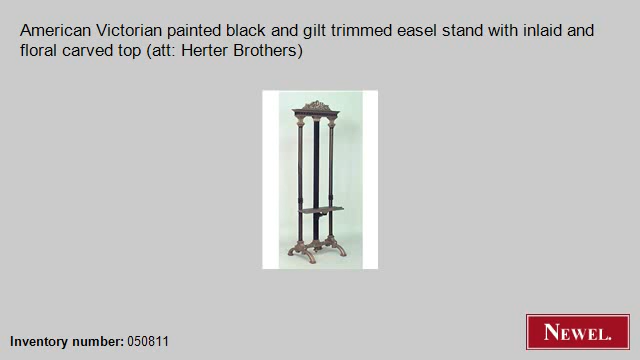 American Victorian painted black and gilt trimmed easel stand with inlaid and
floral carved top (att: Herter Brothers)
Inventory number: 050811
NEWEL.